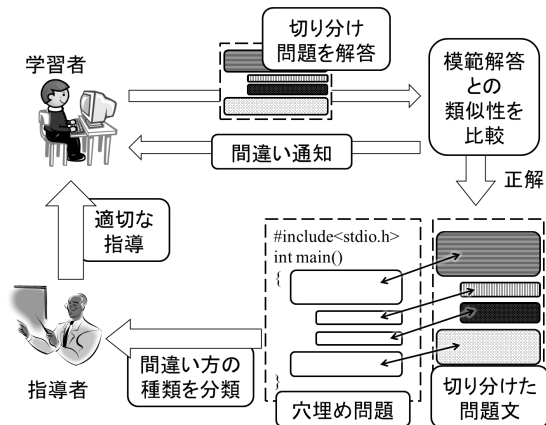 切り分け
問題を解答
学習者
模範解答
との
類似性を
比較
間違い通知
正解
適切な
指導
#include<stdio.h>
int main()
{
}
指導者
間違い方の
種類を分類
穴埋め問題
切り分けた
問題文